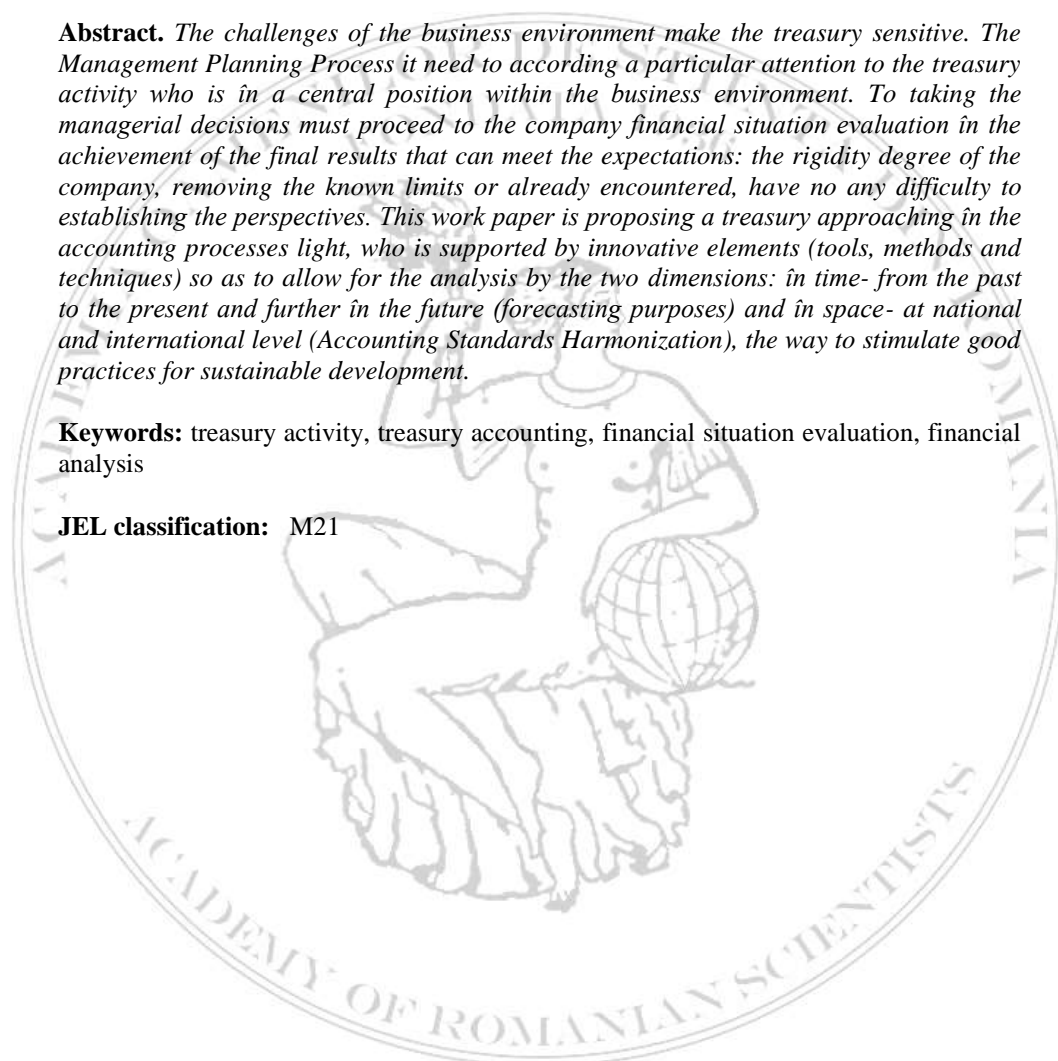 Abstract. The challenges of the business environment make the treasury sensitive. The
Management Planning Process it need to according a particular attention to the treasury
activity who is în a central position within the business environment. To taking the
managerial decisions must proceed to the company financial situation evaluation în the
achievement of the final results that can meet the expectations: the rigidity degree of the
company, removing the known limits or already encountered, have no any difficulty to
establishing the perspectives. This work paper is proposing a treasury approaching în the
accounting processes light, who is supported by innovative elements (tools, methods and
techniques) so as to allow for the analysis by the two dimensions: în time- from the past
to the present and further în the future (forecasting purposes) and în space- at national
and international level (Accounting Standards Harmonization), the way to stimulate good
practices for sustainable development.
Keywords: treasury activity, treasury accounting, financial situation evaluation, financial
analysis
JEL classification: M21
ACADEMY OF ROMANIAN SCIENTISTS